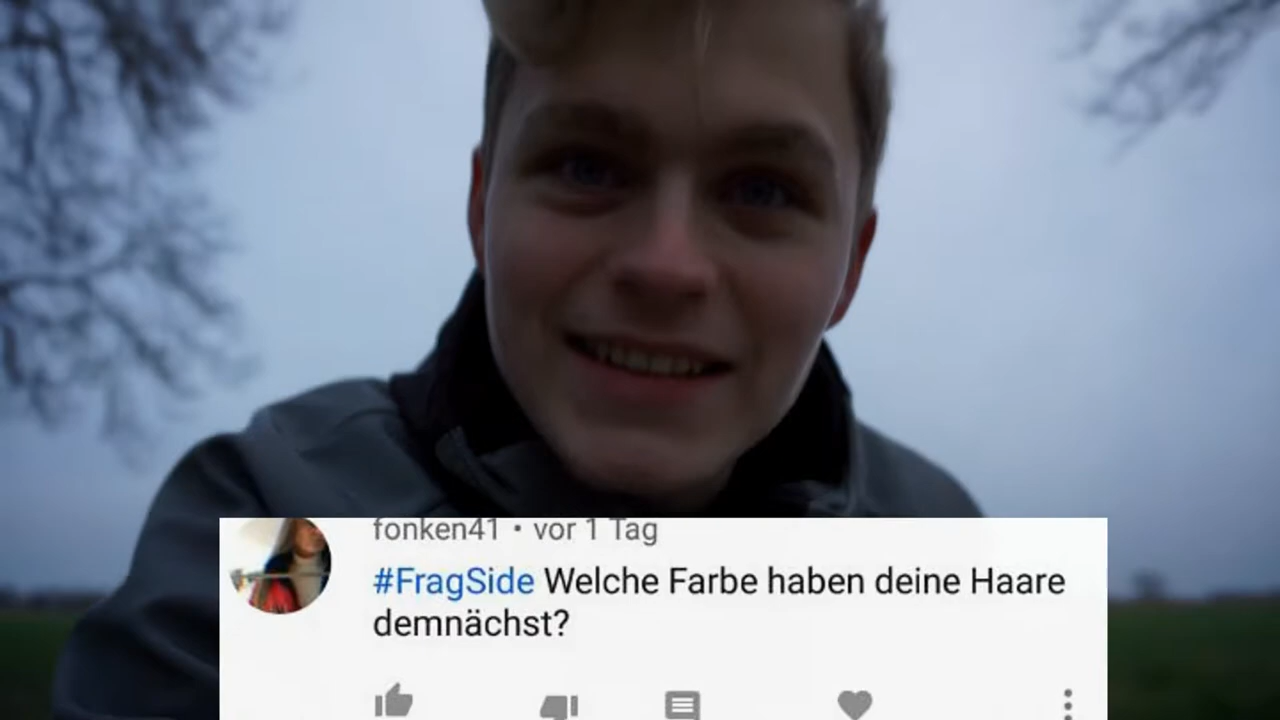 fonken41 • vor 1 Tag
#FragSide Welche Farbe haben deine Haare
demnächst?